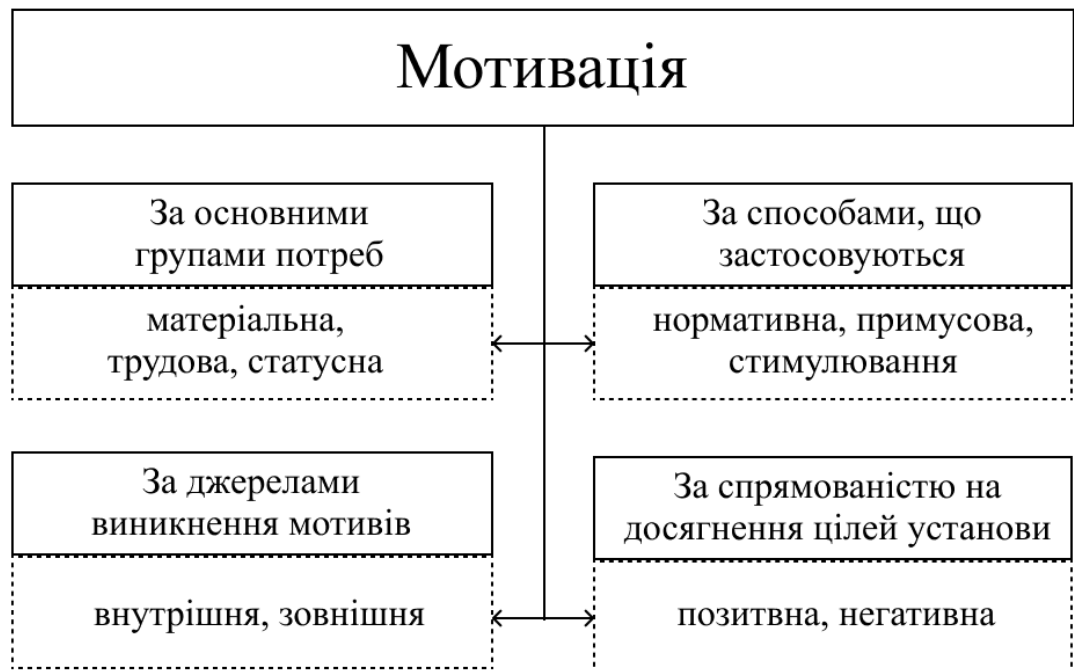 Мотивація
За основними
групами потреб
матеріальна,
трудова, статусна
За способами, що
застосовуються
нормативна, примусова,
стимулювання
За джерелами
виникнення мотивів
внутрішня, зовнішня
За спрямованістю на
досягнення цілей установи
позитвна, негативна